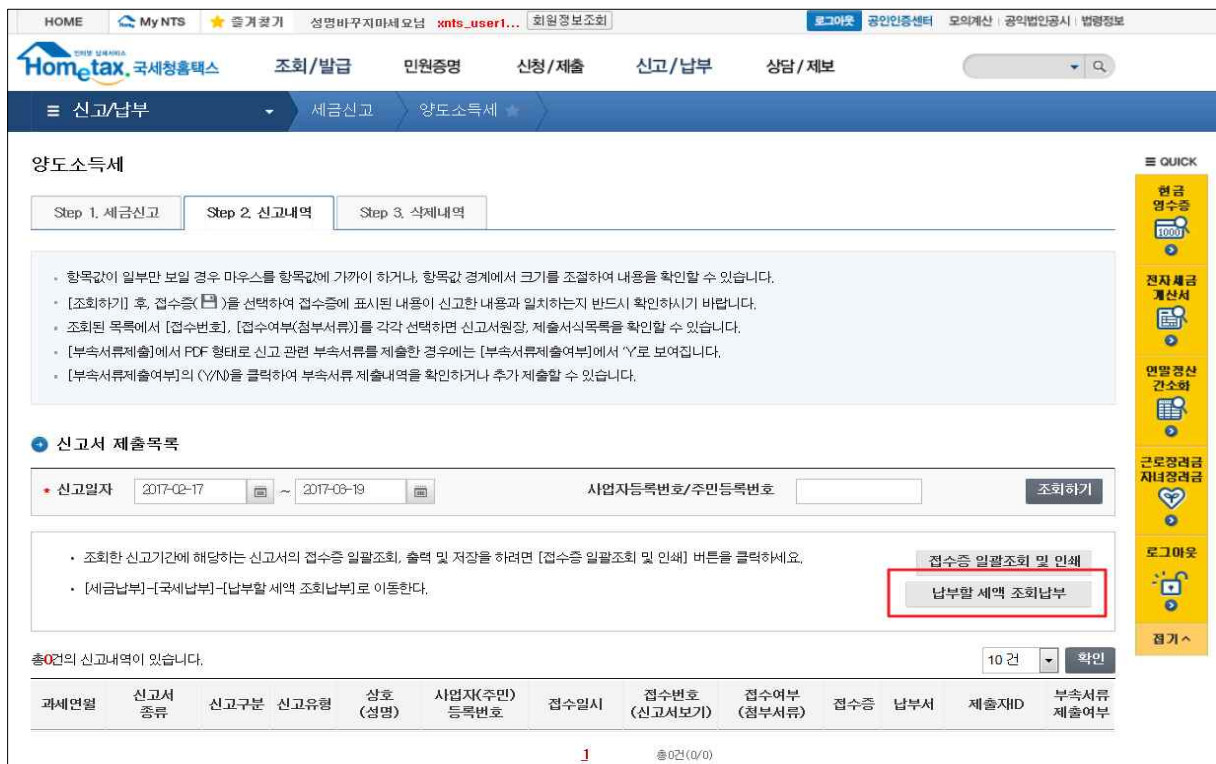 HOME My NTS 즐겨찾기 성명바꾸지마세요님 xnts_user1... 회원정보조회 로그아웃 공인인증센터 모의계산 공익법인공시 법령정보
인터넷 납세서비스
Hometax. 국세청홈택스 조회/발급 민원증명 신청/제출 신고/납부 상담/제보
신고/납부 세금신고 양도소득세
양도소득세
QUICK
Step 1. 세금신고 Step 2. 신고내역 Step 3. 삭제내역
현금
영수증
1000
• 항목값이 일부만 보일 경우 마우스를 항목값에 가까이 하거나, 항목값 경계에서 크기를 조절하여 내용을 확인할 수 있습니다.
• [조회하기] 후, 접수증( )을 선택하여 접수증에 표시된 내용이 신고한 내용과 일치하는지 반드시 확인하시기 바랍니다.
• 조회된 목록에서 [접수번호], [접수여부(첨부서류)]를 각각 선택하면 신고서원장, 제출서식목록을 확인할 수 있습니다.
• [부속서류제출]에서 PDF 형태로 신고 관련 부속서류를 제출한 경우에는 [부속서류제출여부]에서 'Y'로 보여집니다.
• [부속서류제출여부]의 (Y/N)을 클릭하여 부속서류 제출내역을 확인하거나 추가 제출할 수 있습니다.
전자세금
계산서
연말정산
간소화
신고서 제출목록
근로장려금
자녀장려금
• 신고일자 2017-02-17 ~ 2017-03-19 사업자등록번호/주민등록번호 조회하기
• 조회한 신고기간에 해당하는 신고서의 접수증 일괄조회, 출력 및 저장을 하려면 [접수증 일괄조회 및 인쇄] 버튼을 클릭하세요.
접수증 일괄조회 및 인쇄
• [세금납부]-[국세납부]-[납부할 세액 조회납부]로 이동한다.
납부할 세액 조회납부
로그아웃
접기
총0건의 신고내역이 있습니다. 10 건 확인
과세연월 신고서 종류 신고구분 신고유형 상호 (성명) 사업자(주민) 등록번호 접수일시 접수번호 (신고서보기) 접수여부 (첨부서류) 접수증 납부서 제출자ID 부속서류 제출여부
1 총0건(0/0)